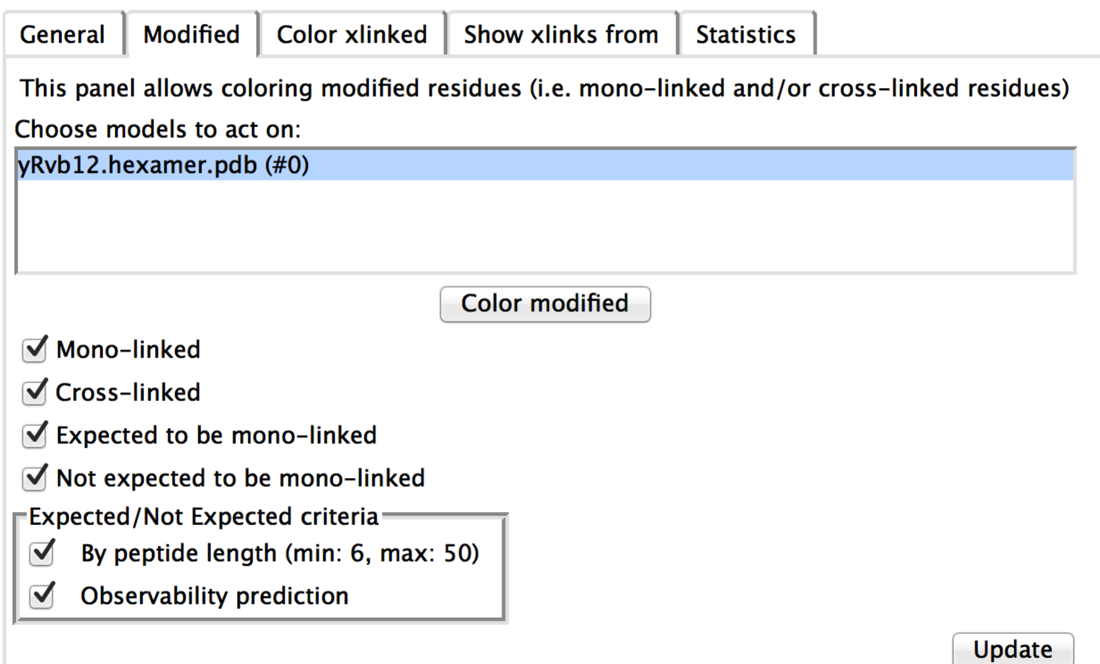 General Modified Color xlinked Show xlinks from Statistics
This panel allows coloring modified residues (i.e. mono-linked and/or cross-linked residues)
Choose models to act on:
yRvb12.hexamer.pdb (#0)
Color modified
Mono-linked
Cross-linked
Expected to be mono-linked
Not expected to be mono-linked
Expected/Not Expected criteria
By peptide length (min: 6, max: 50)
Observability prediction
Update